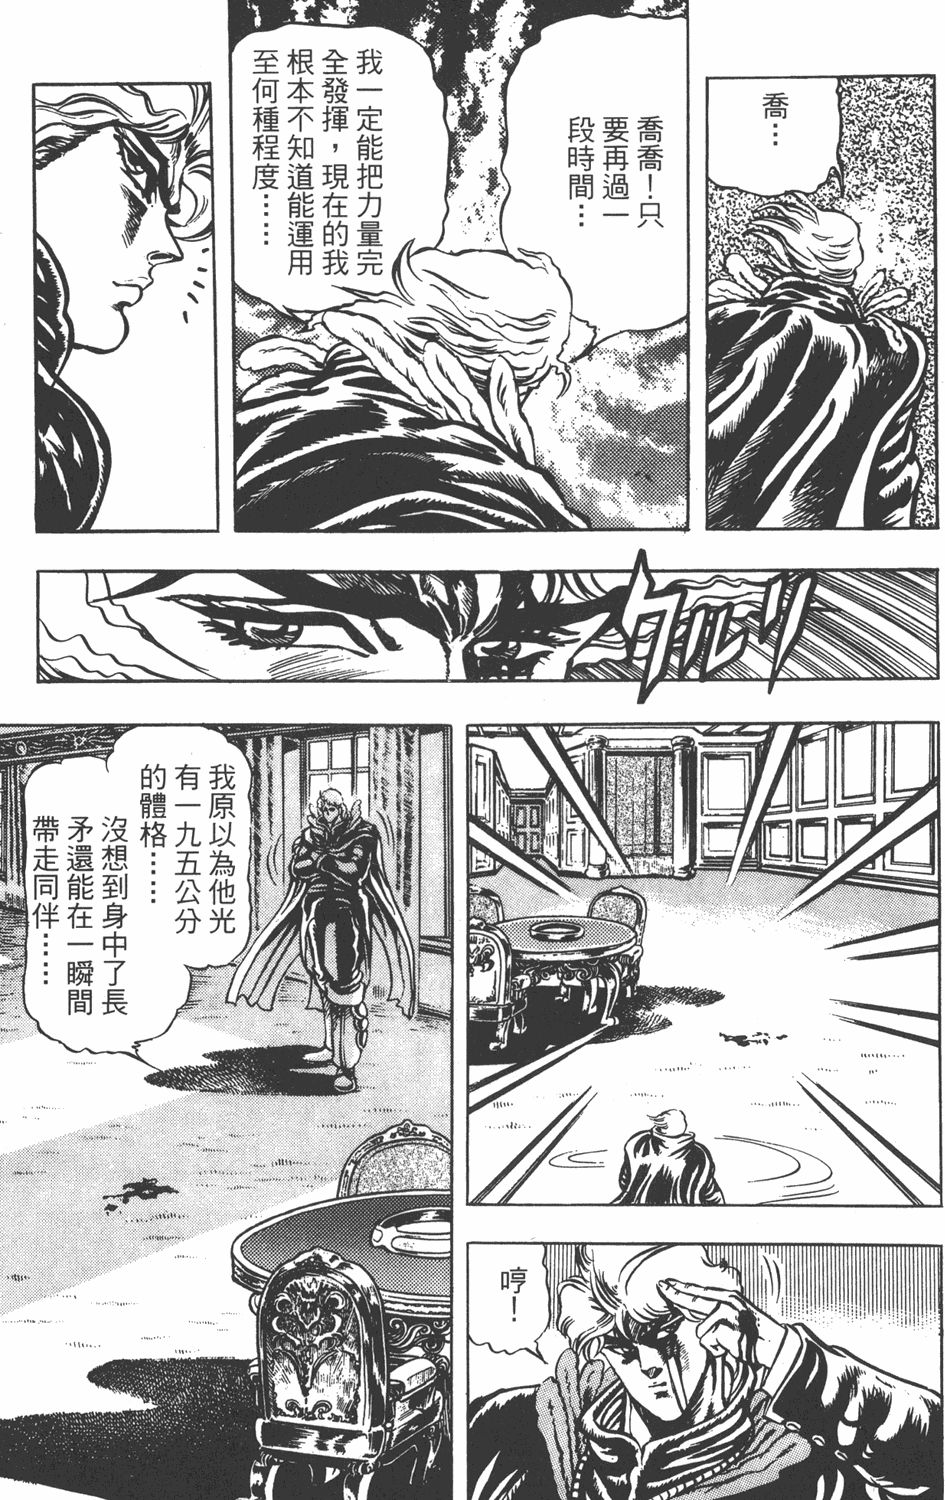 喬…
喬喬！只
要再過一
段時間…
我一定能把力量完
全發揮，現在的我
根本不知道能運用
至何種程度……
クルリ
哼！
我原以為他光
有一九五公分
的體格……
沒想到身中了長
矛還能在一瞬間
帶走同伴……